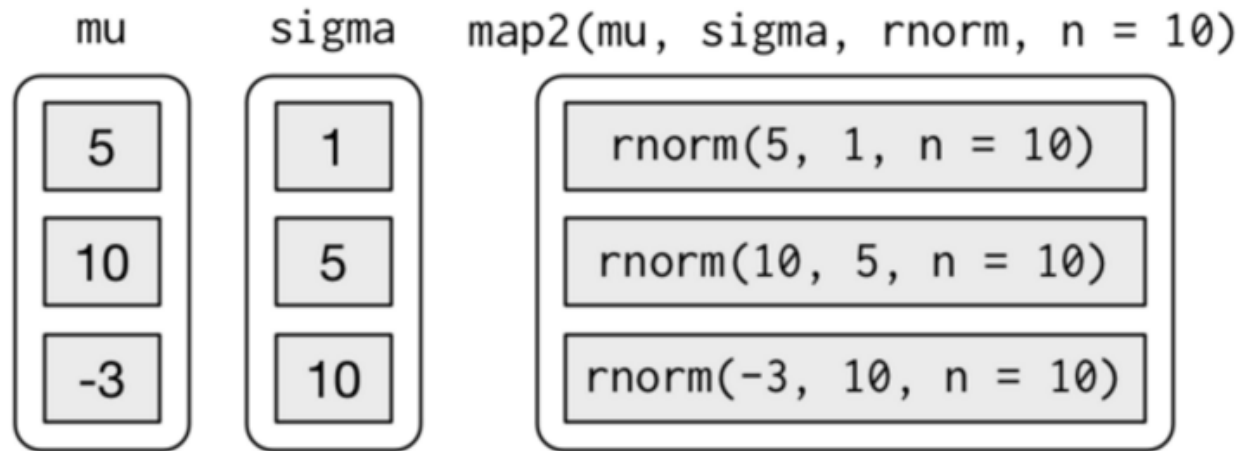 mu sigma map2(mu, sigma, rnorm, n = 10)
5 1 rnorm(5, 1, n = 10)
10 5 rnorm(10, 5, n = 10)
-3 10 rnorm(-3, 10, n = 10)